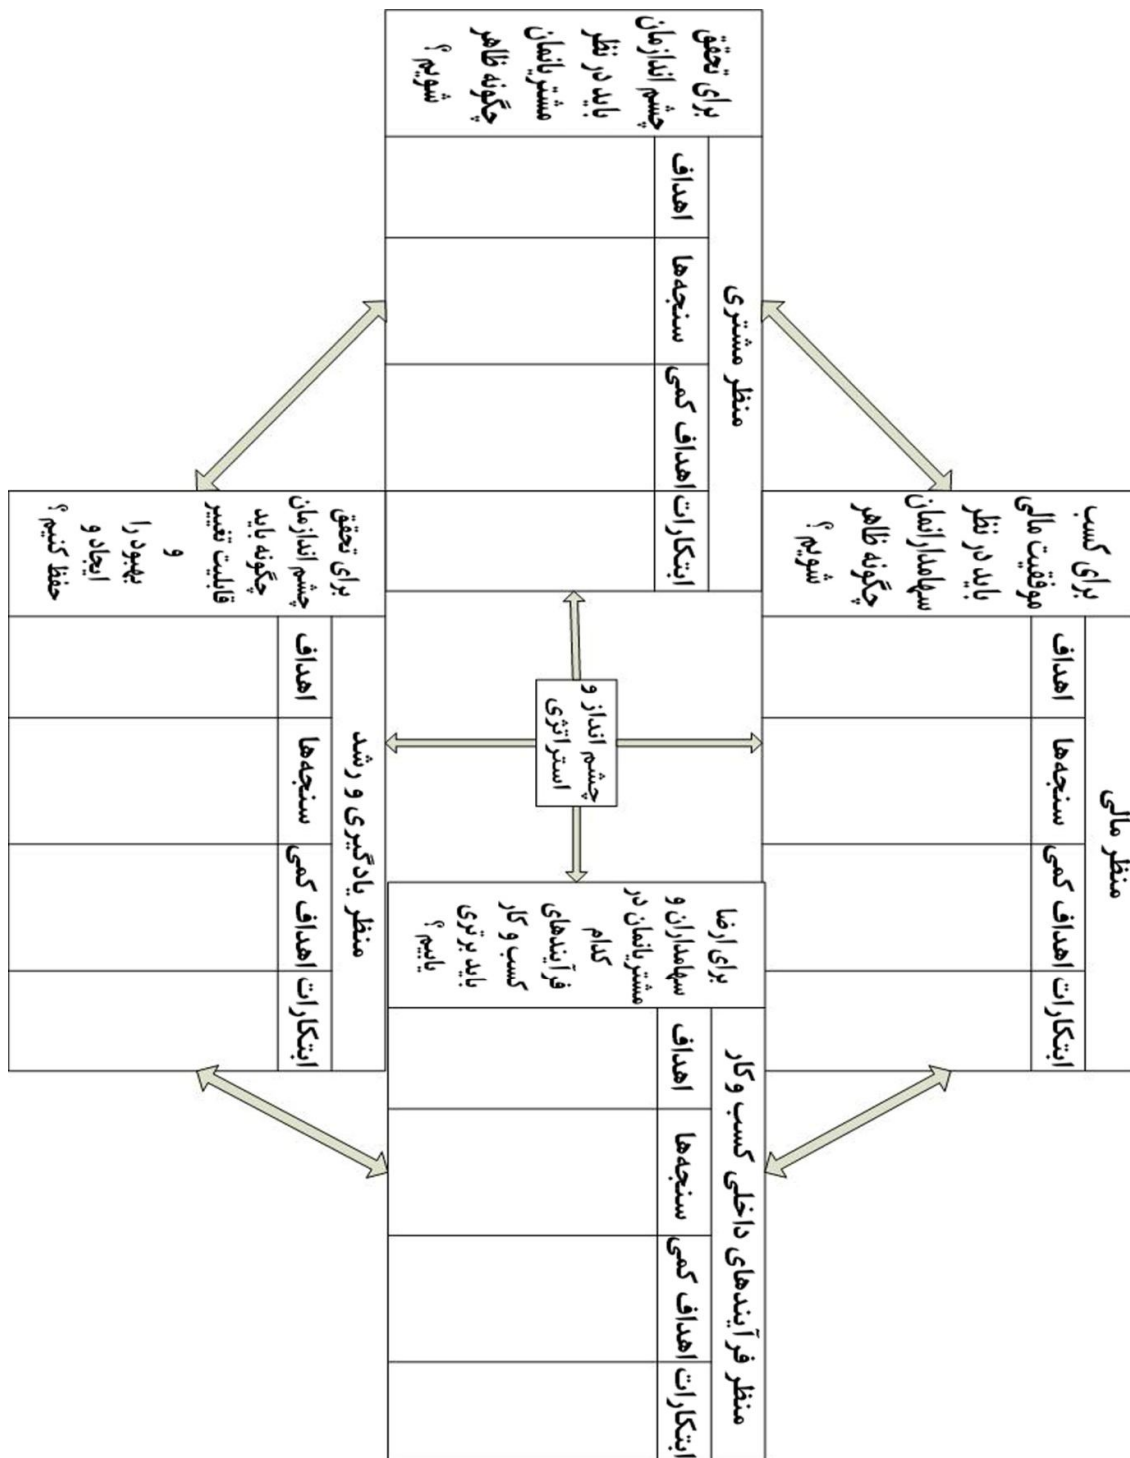 منظر مالی
برای کسب
موفقیت مالی
باید در نظر
سهامدارانمان
چگونه ظاهر
شویم ؟
اهداف
سنجه‌ها
اهداف کمی
ابتکارات
منظر مشتری
برای تحقق
چشم اندازمان
باید در نظر
مشتریانمان
چگونه ظاهر
شویم ؟
اهداف
سنجه‌ها
اهداف کمی
ابتکارات
چشم انداز و
استراتژی
منظر فرآیندهای داخلی کسب و کار
برای ارضا
سهامداران و
مشتریانمان در
کدام
فرآیندهای
کسب و کار
باید برتری
یابیم ؟
اهداف
سنجه‌ها
اهداف کمی
ابتکارات
منظر یادگیری و رشد
برای تحقق
چشم اندازمان
چگونه باید
قابلیت تغییر
و
بهبود را
ایجاد و
حفظ کنیم ؟
اهداف
سنجه‌ها
اهداف کمی
ابتکارات